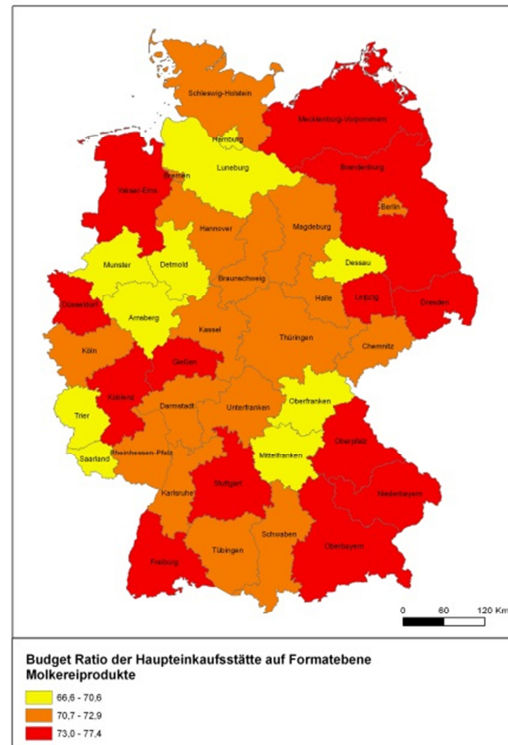 Schleswig-Holstein
Mecklenburg-Vorpommern
Hamburg
Luneburg
Brandenburg
Bremen
Weser-Ems
Berlin
Hannover
Magdeburg
Munster
Detmold
Dessau
Braunschweig
Düsseldorf
Halle
Leipzig
Dresden
Arnsberg
Kassel
Thüringen
Chemnitz
Köln
Gießen
Koblenz
Oberfranken
Trier
Darmstadt
Unterfranken
Oberpfalz
Saarland
Rheinhessen-Pfalz
Mittelfranken
Stuttgart
Karlsruhe
Niederbayern
Schwaben
Freiburg
Tübingen
Oberbayern
0 60 120 Km
Budget Ratio der Haupteinkaufsstätte auf Formatebene
Molkereiprodukte
66,6 - 70,6
70,7 - 72,9
73,0 - 77,4